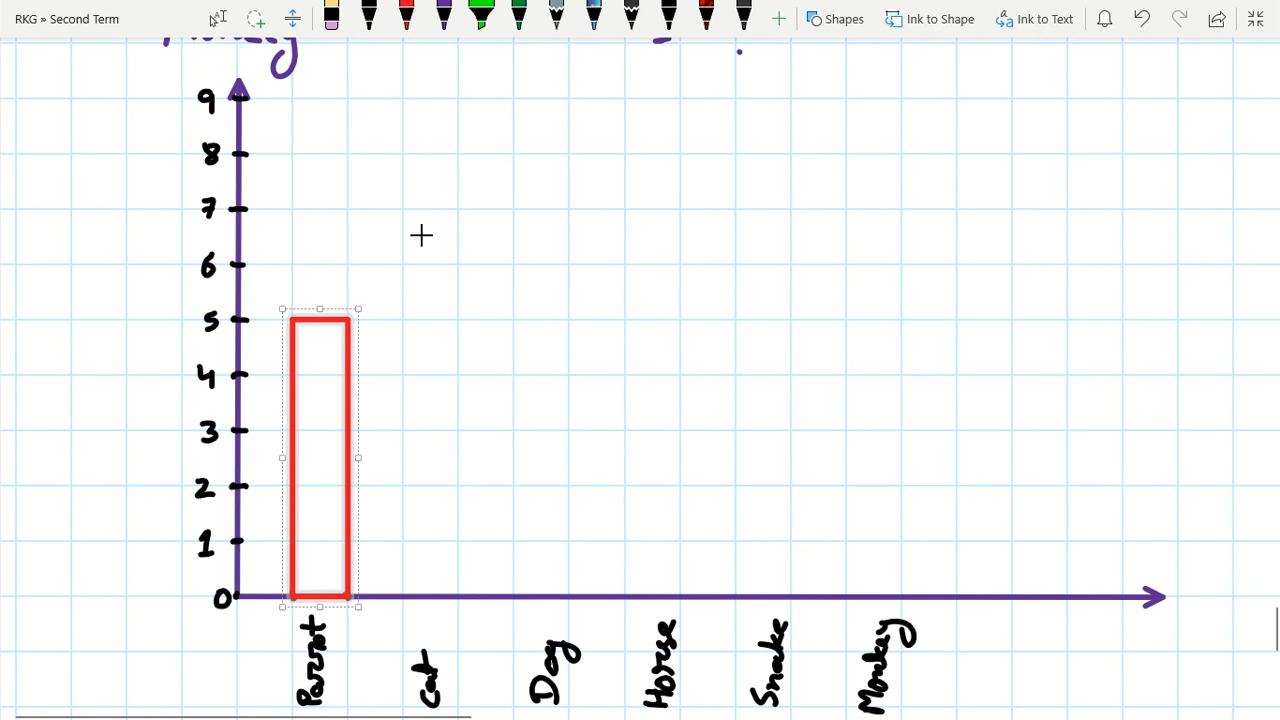 RKG » Second Term
Shapes
Ink to Shape
Ink to Text
9
8
7
6
5
4
3
2
1
0
Parrot
Cat
Dog
Horse
Snake
Monkey